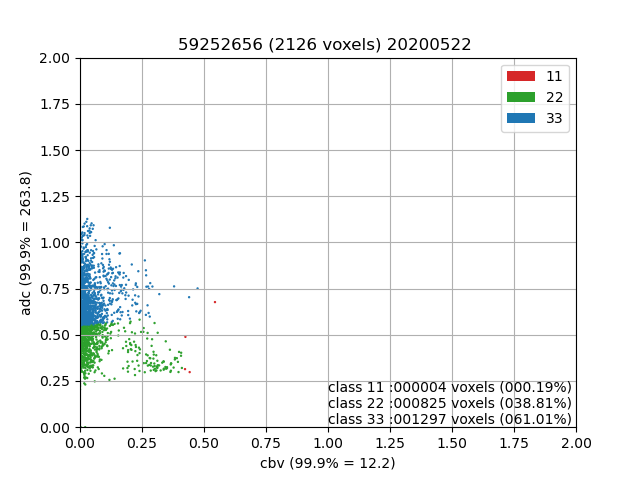 59252656 (2126 voxels) 20200522
2.00
1.75
1.50
1.25
1.00
0.75
0.50
0.25
0.00
adc (99.9% = 263.8)
11
22
33
class 11 :000004 voxels (000.19%)
class 22 :000825 voxels (038.81%)
class 33 :001297 voxels (061.01%)
0.00 0.25 0.50 0.75 1.00 1.25 1.50 1.75 2.00
cbv (99.9% = 12.2)